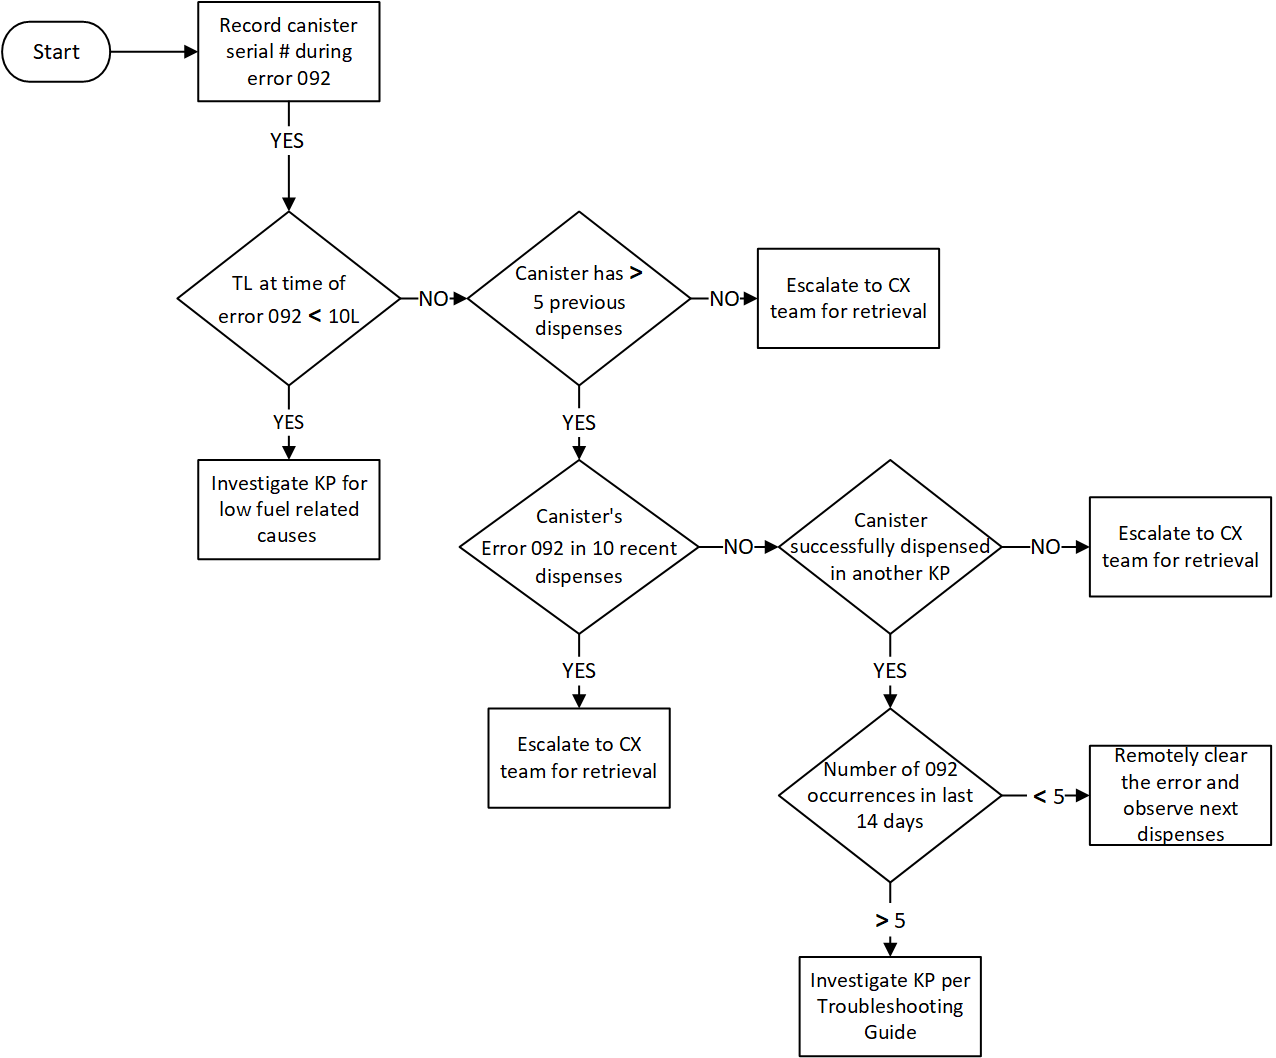 Start
Record canister
serial # during
error 092
YES
TL at time of
error 092 < 10L
NO
Canister has >
5 previous
dispenses
NO
Escalate to CX
team for retrieval
YES
Investigate KP for
low fuel related
causes
YES
Canister's
Error 092 in 10 recent
dispenses
NO
Canister
successfully dispensed
in another KP
NO
Escalate to CX
team for retrieval
YES
Escalate to CX
team for retrieval
YES
Number of 092
occurrences in last
14 days
< 5
Remotely clear
the error and
observe next
dispenses
> 5
Investigate KP per
Troubleshooting
Guide